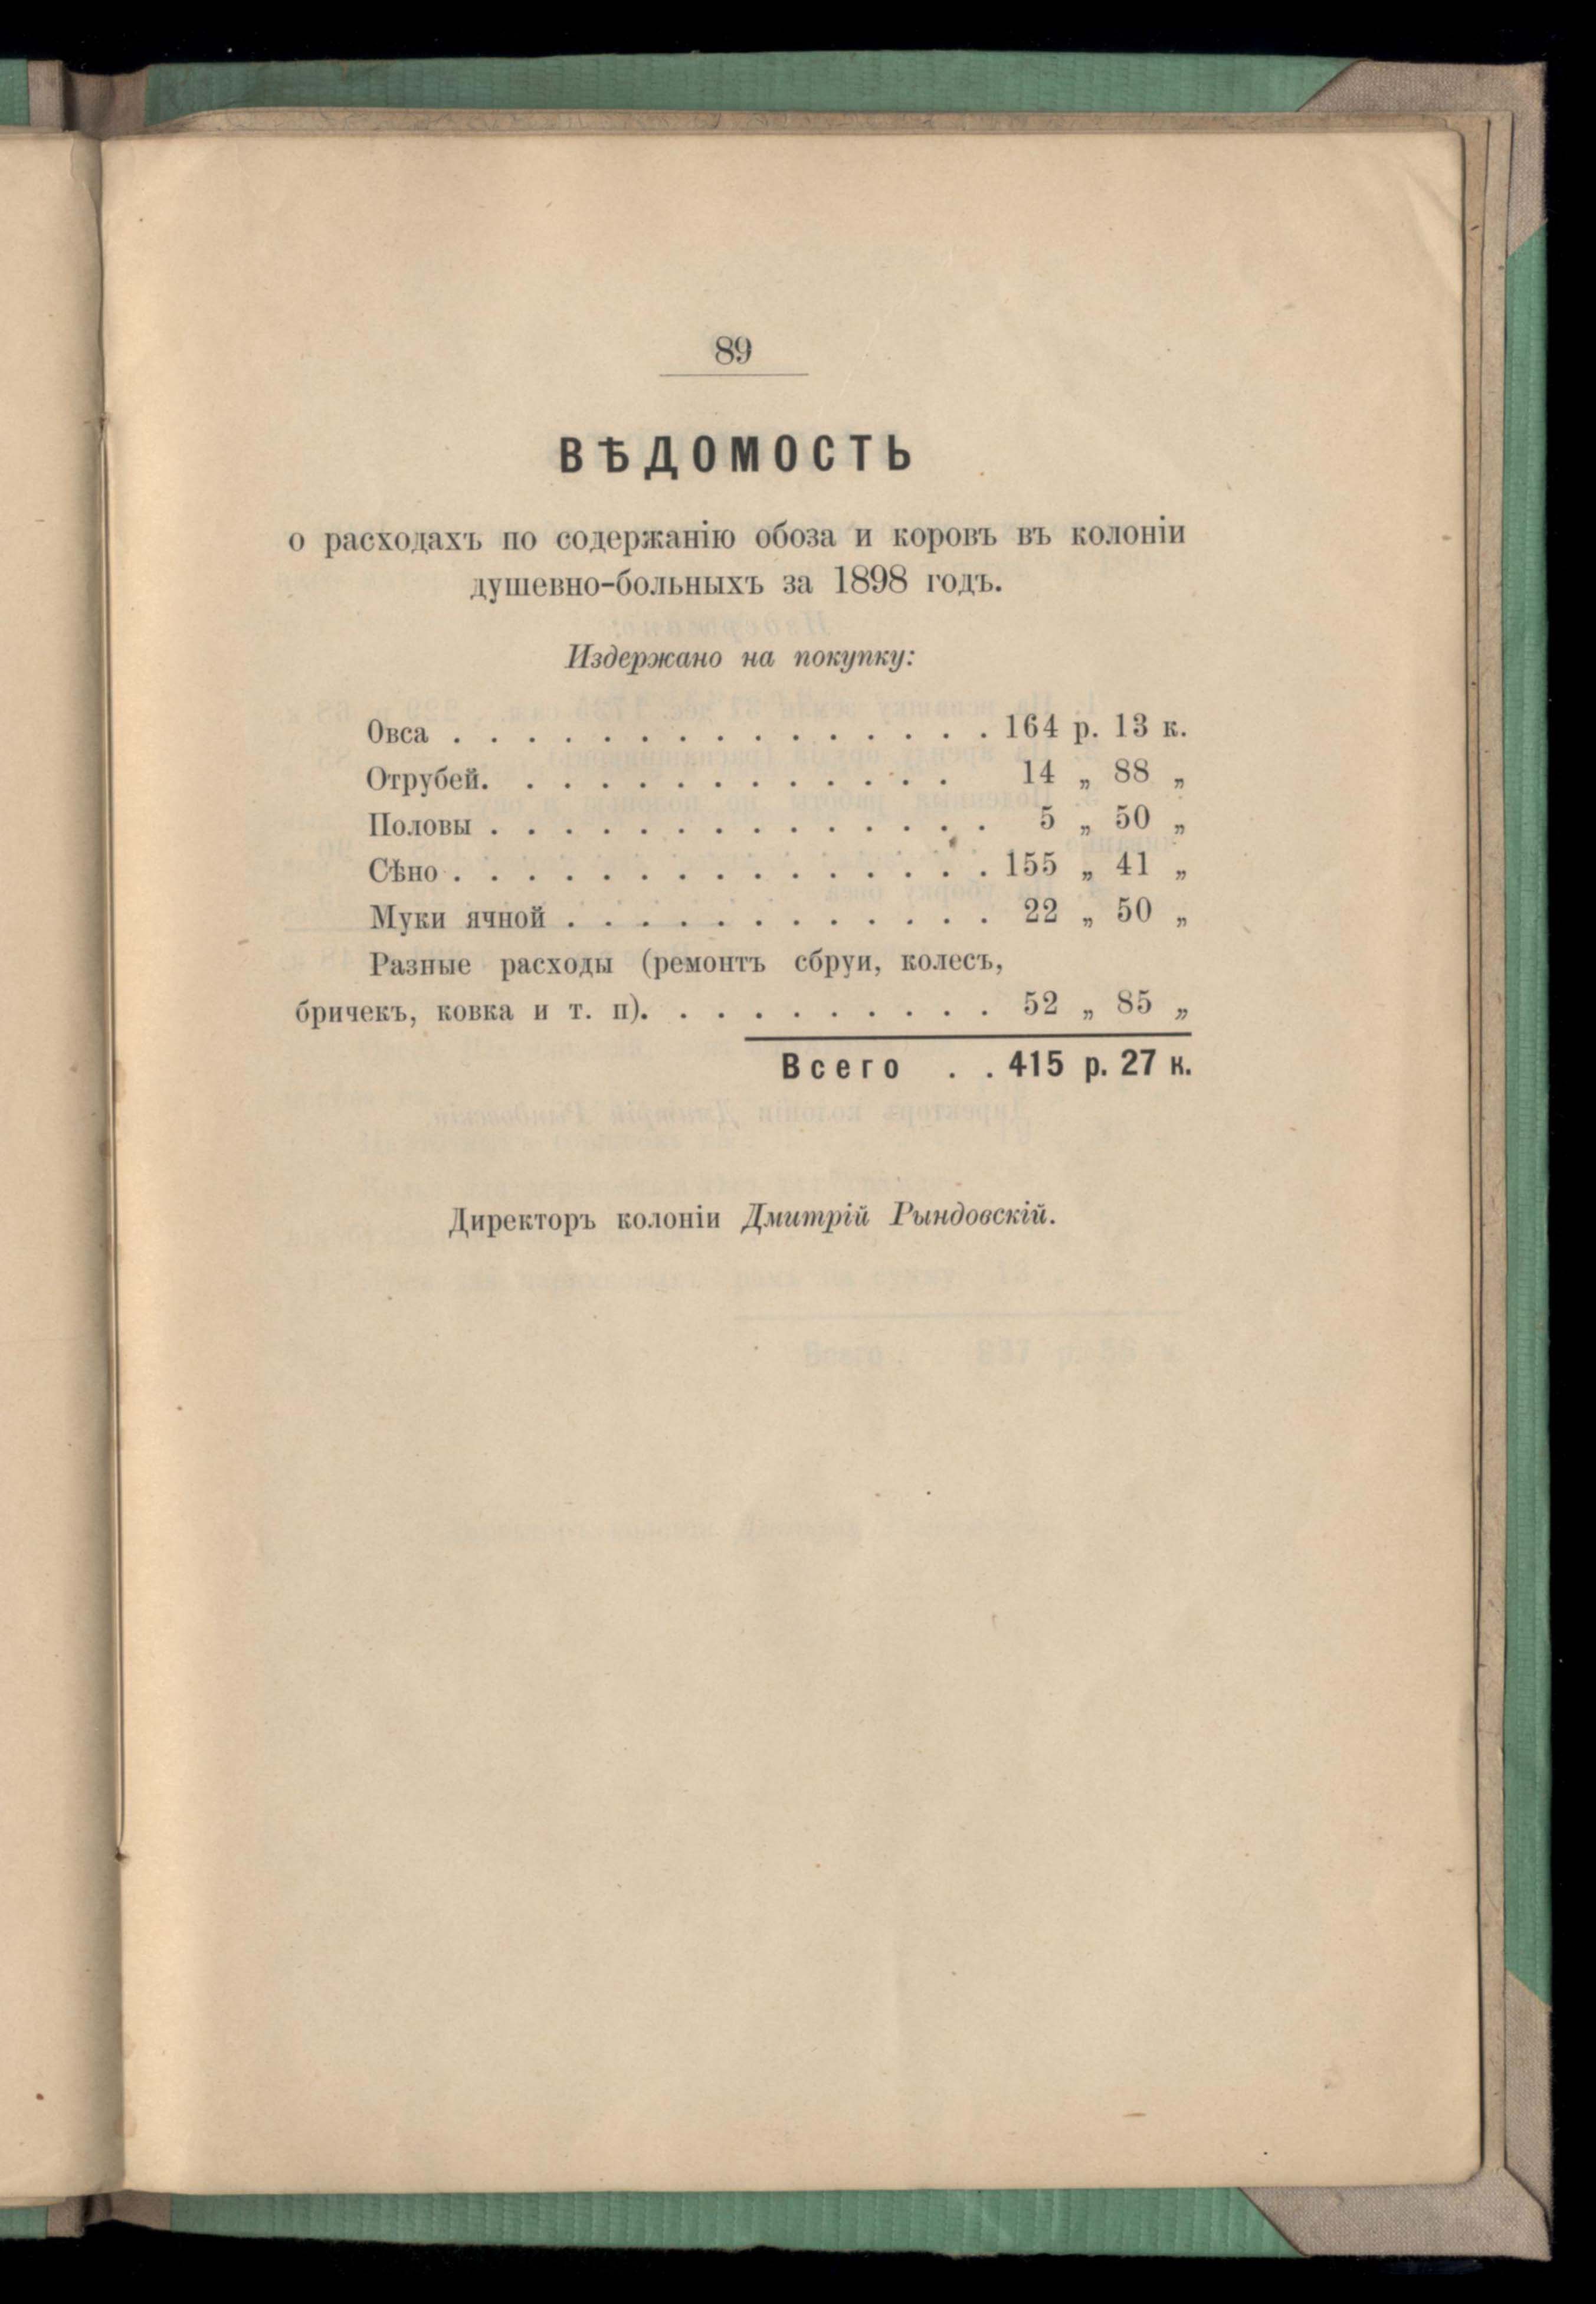 89
ВѢДОМОСТЬ
о расходахъ по содержанію обоза и коровъ въ колоніи
душевно-больныхъ за 1898 годъ.
Издержано на покупку:
Овса . . . . . . . . . . . . . . . 164 р. 13 к.
Отрубей. . . . . . . . . . . . . . 14 „ 88 „
Половы . . . . . . . . . . . . . . 5 „ 50 „
Сѣно . . . . . . . . . . . . . . . 155 „ 41 „
Муки ячной . . . . . . . . . . . . 22 „ 50 „
Разные расходы (ремонтъ сбруи, колесъ,
бричекъ, ковка и т. п). . . . . . . . . . 52 „ 85 „
Всего . . 415 р. 27 к.
Директоръ колоніи Дмитрій Рындовскій.